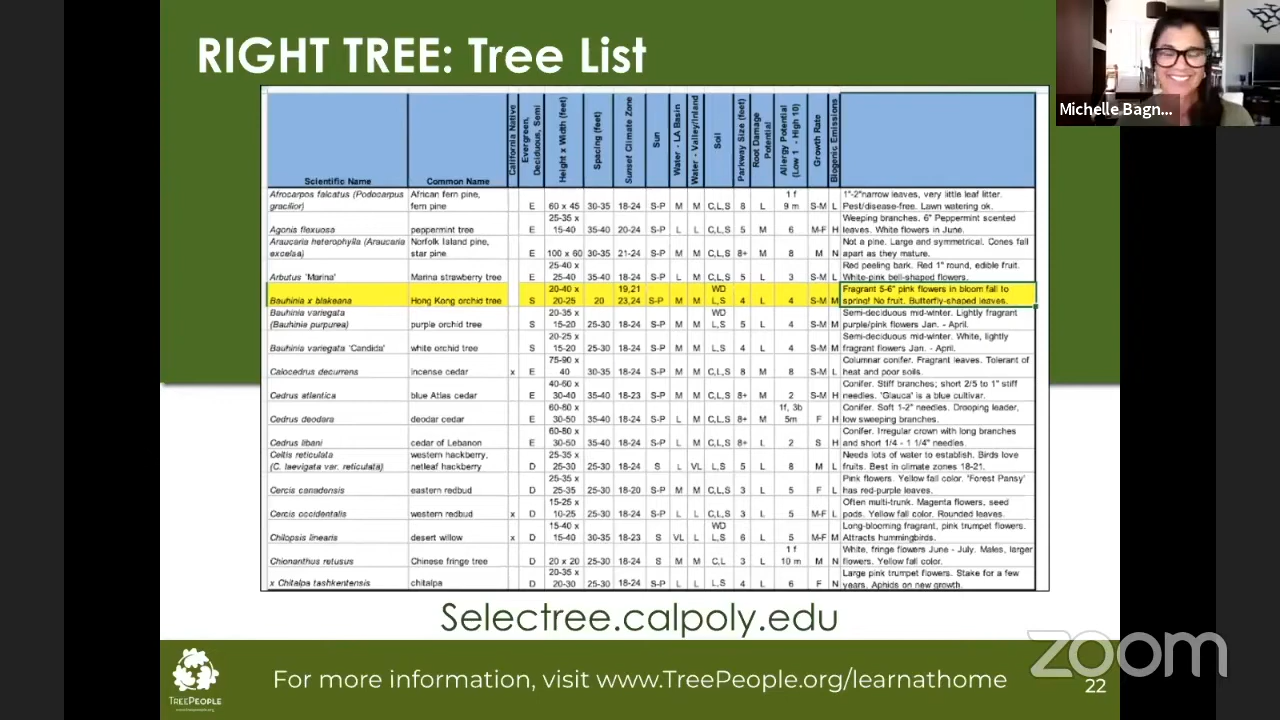 RIGHT TREE: Tree List
Michelle Bagn...
Scientific Name Common Name California Native Evergreen, Deciduous, Semi Height x Width (feet) Spacing (feet) Sunset Climate Zone Sun Water - LA Basin Water - Valley/Inland Soil Parkway Size (feet) Root Damage Potential Allergy Potential (Low 1 - High 10) Growth Rate Biogenic Emissions
Afrocarpos falcatus (Podocarpus African fern pine, 1 f 1"-2"narrow leaves, very little leaf litter.
gracilior) fern pine E 60 x 45 30-35 18-24 S-P M M C,L,S 8 L 9 m S-M L Pest/disease-free. Lawn watering ok.
25-35 x Weeping branches. 6" Peppermint scented
Agonis flexuosa peppermint tree E 15-40 35-40 20-24 S-P L L C,L,S 5 M 6 M-F H leaves. White flowers in June.
Araucaria heterophylla (Araucaria Norfolk Island pine, Not a pine. Large and symmetrical. Cones fall
excelsa) star pine E 100 x 60 30-35 21-24 S-P M M C,L,S 8+ M 8 M N apart as they mature.
25-40 x Red peeling bark. Red 1" round, edible fruit.
Arbutus 'Marina' Marina strawberry tree E 25-40 35-40 18-24 S-P L M C,L,S 5 L 3 S-M L White-pink bell-shaped flowers.
20-40 x 19,21 WD Fragrant 5-6" pink flowers in bloom fall to
Bauhinia x blakeana Hong Kong orchid tree S 20-25 20 23,24 S-P M M L,S 4 L 4 S-M M spring! No fruit. Butterfly-shaped leaves.
Bauhinia variegata 20-35 x WD Semi-deciduous mid-winter. Lightly fragrant
(Bauhinia purpurea) purple orchid tree S 15-20 25-30 18-24 S-P M M L,S 5 L 4 S-M M purple/pink flowers Jan. - April.
20-25 x Semi-deciduous mid-winter. White, lightly
Bauhinia variegata 'Candida' white orchid tree S 15-20 25-30 18-24 S-P M M L,S 4 L 4 S-M M fragrant flowers Jan. - April.
75-90 x Columnar conifer. Fragrant leaves. Tolerant of
Calocedrus decurrens incense cedar x E 40 30-35 18-24 S-P M M C,L,S 8 M 8 S-M L heat and poor soils.
40-60 x Conifer. Stiff branches; short 2/5 to 1" stiff
Cedrus atlantica blue Atlas cedar E 30-40 35-40 18-23 S-P M M C,L,S 8+ M 2 S-M H needles. 'Glauca' is a blue cultivar.
60-80 x 1f, 3b Conifer. Soft 1-2" needles. Drooping leader,
Cedrus deodara deodar cedar E 30-50 35-40 18-24 S-P L M C,L,S 8+ M 5m F H low sweeping branches.
60-80 x Conifer. Irregular crown with long branches
Cedrus libani cedar of Lebanon E 30-50 35-40 18-24 S-P L M C,L,S 8+ L 2 S H and short 1/4 - 1 1/4" needles.
Celtis reticulata western hackberry, 25-35 x Needs lots of water to establish. Birds love
(C. laevigata var. reticulata) netleaf hackberry D 25-30 25-30 18-24 S L VL L,S 5 L 8 M L fruits. Best in climate zones 18-21.
25-35 x Pink flowers. Yellow fall color. 'Forest Pansy'
Cercis canadensis eastern redbud D 25-35 25-30 18-20 S-P M M C,L,S 3 L 5 F L has red-purple leaves.
15-25 x Often multi-trunk. Magenta flowers, seed
Cercis occidentalis western redbud x D 10-25 25-30 18-24 S-P L L C,L,S 3 L 5 M-F L pods. Yellow fall color. Rounded leaves.
15-40 x WD Long-blooming fragrant, pink trumpet flowers.
Chilopsis linearis desert willow x D 15-40 30-35 18-23 S VL L L,S 6 L 5 M-F M Attracts hummingbirds.
1 f White, fringe flowers June - July. Males, larger
Chionanthus retusus Chinese fringe tree D 20 x 20 25-30 18-24 S M M C,L 3 L 10 m M N flowers. Yellow fall color.
20-35 x Large pink trumpet flowers. Stake for a few
x Chitalpa tashkentensis chitalpa D 20-30 25-30 18-24 S-P L L L,S 4 L 6 F N years. Aphids on new growth.
Selectree.calpoly.edu
zoom
TREEPEOPLE
www.treepeople.org
For more information, visit www.TreePeople.org/learnathome
22